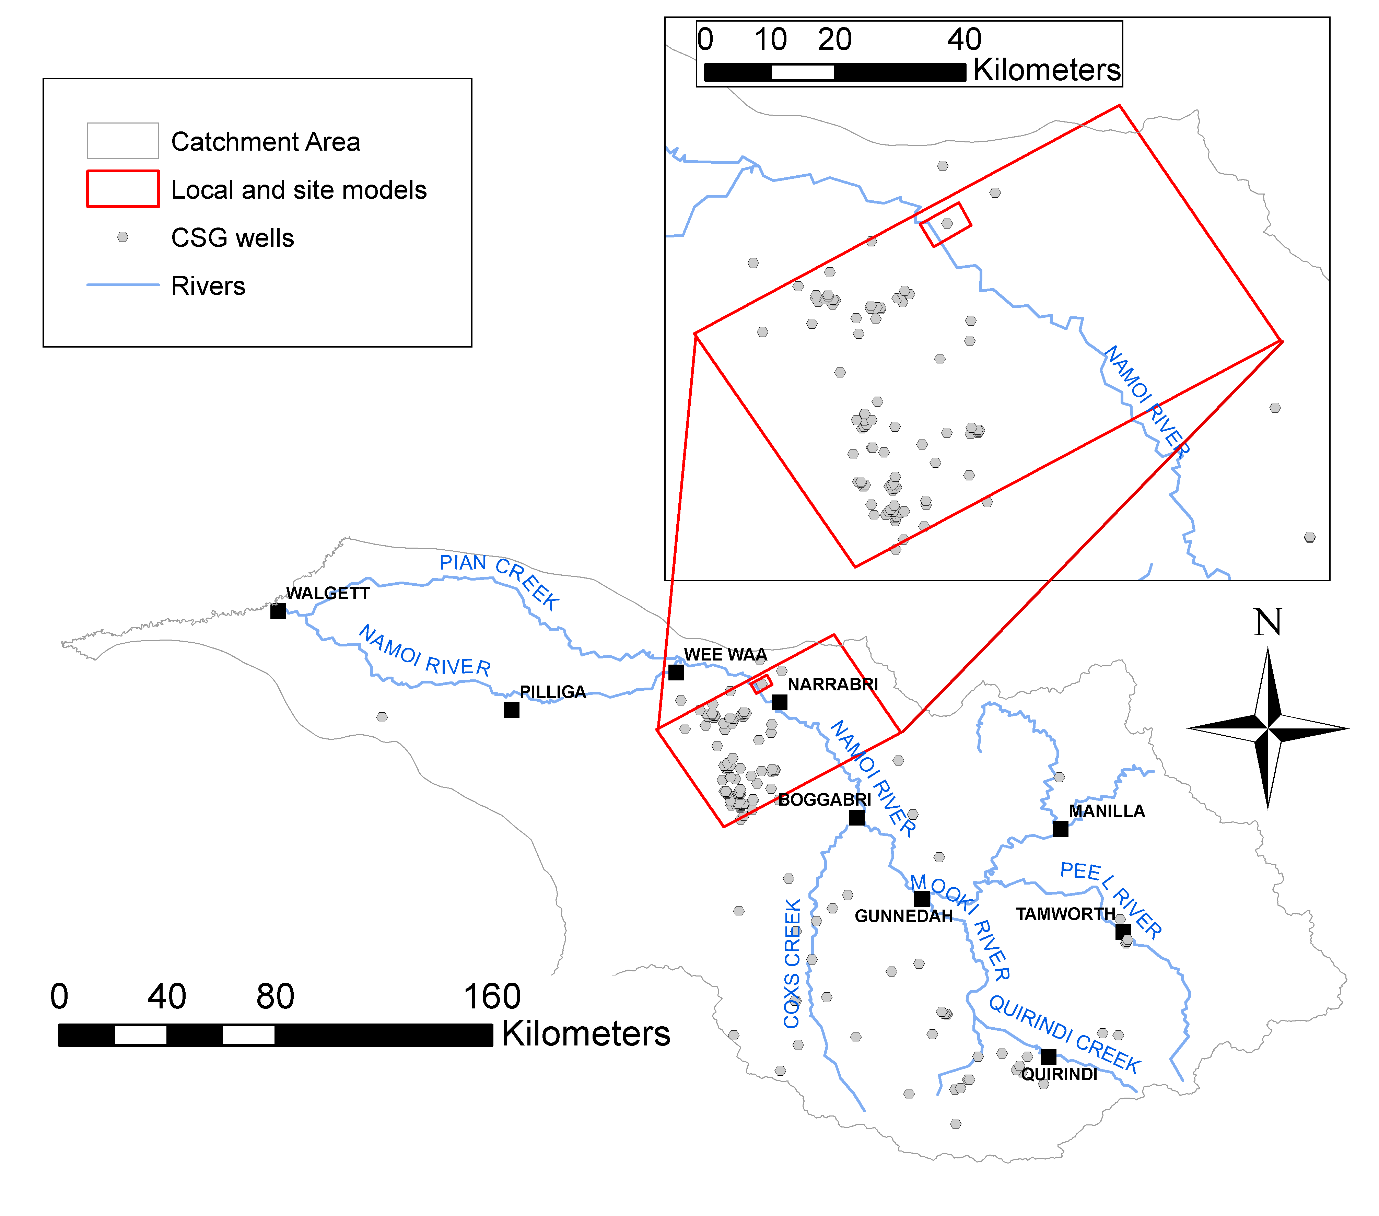 0 10 20 40
Kilometers
Catchment Area
Local and site models
CSG wells
Rivers
NAMOI RIVER
PIAN CREEK
WALGETT
NAMOI RIVER
PILLIGA
WEE WAA
NARRABRI
N
NAMOI RIVER
BOGGABRI
MANILLA
PEEL RIVER
MOOKI RIVER
GUNNEDAH
TAMWORTH
COXS CREEK
0 40 80 160
Kilometers
QUIRINDI CREEK
QUIRINDI